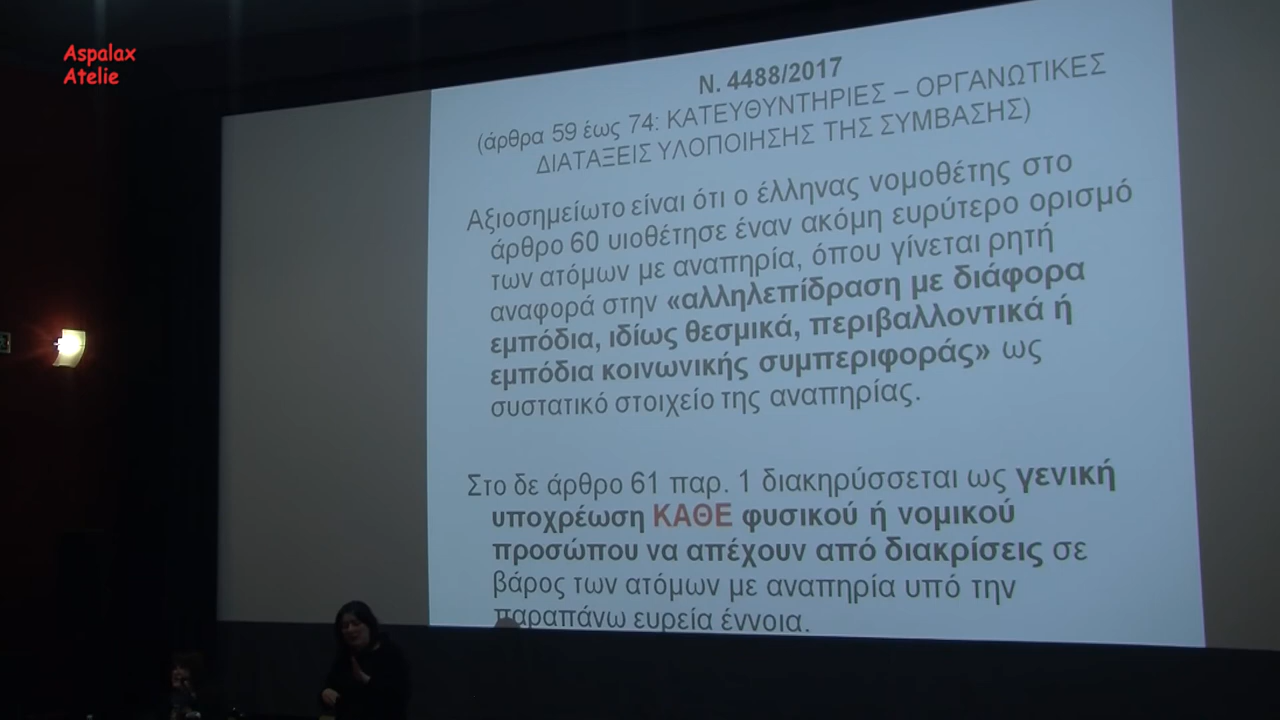 Aspalax
Atelie
Ν. 4488/2017
(άρθρα 59 έως 74: ΚΑΤΕΥΘΥΝΤΗΡΙΕΣ – ΟΡΓΑΝΩΤΙΚΕΣ
ΔΙΑΤΑΞΕΙΣ ΥΛΟΠΟΙΗΣΗΣ ΤΗΣ ΣΥΜΒΑΣΗΣ)
Αξιοσημείωτο είναι ότι ο έλληνας νομοθέτης στο
άρθρο 60 υιοθέτησε έναν ακόμη ευρύτερο ορισμό
των ατόμων με αναπηρία, όπου γίνεται ρητή
αναφορά στην «αλληλεπίδραση με διάφορα
εμπόδια, ιδίως θεσμικά, περιβαλλοντικά ή
εμπόδια κοινωνικής συμπεριφοράς» ως
συστατικό στοιχείο της αναπηρίας.
Στο δε άρθρο 61 παρ. 1 διακηρύσσεται ως γενική
υποχρέωση ΚΑΘΕ φυσικού ή νομικού
προσώπου να απέχουν από διακρίσεις σε
βάρος των ατόμων με αναπηρία υπό την
παραπάνω ευρεία έννοια.